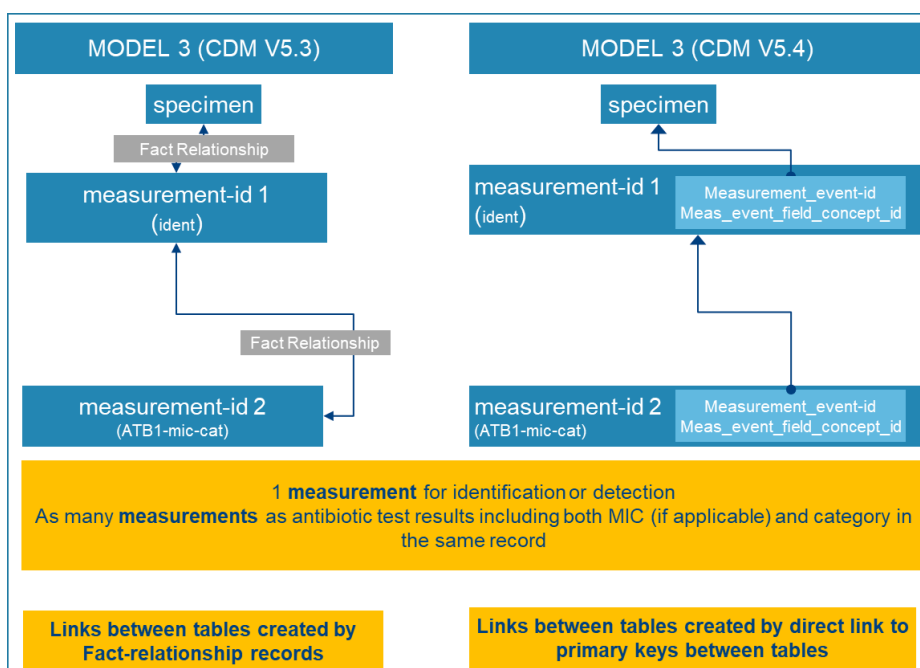 MODEL 3 (CDM V5.3)
specimen
Fact Relationship
measurement-id 1
(ident)
Fact Relationship
measurement-id 2
(ATB1-mic-cat)
MODEL 3 (CDM V5.4)
specimen
measurement-id 1
(ident)
Measurement_event-id
Meas_event_field_concept_id
measurement-id 2
(ATB1-mic-cat)
Measurement_event-id
Meas_event_field_concept_id
1 measurement for identification or detection
As many measurements as antibiotic test results including both MIC (if applicable) and category in
the same record
Links between tables created by
Fact-relationship records
Links between tables created by direct link to
primary keys between tables